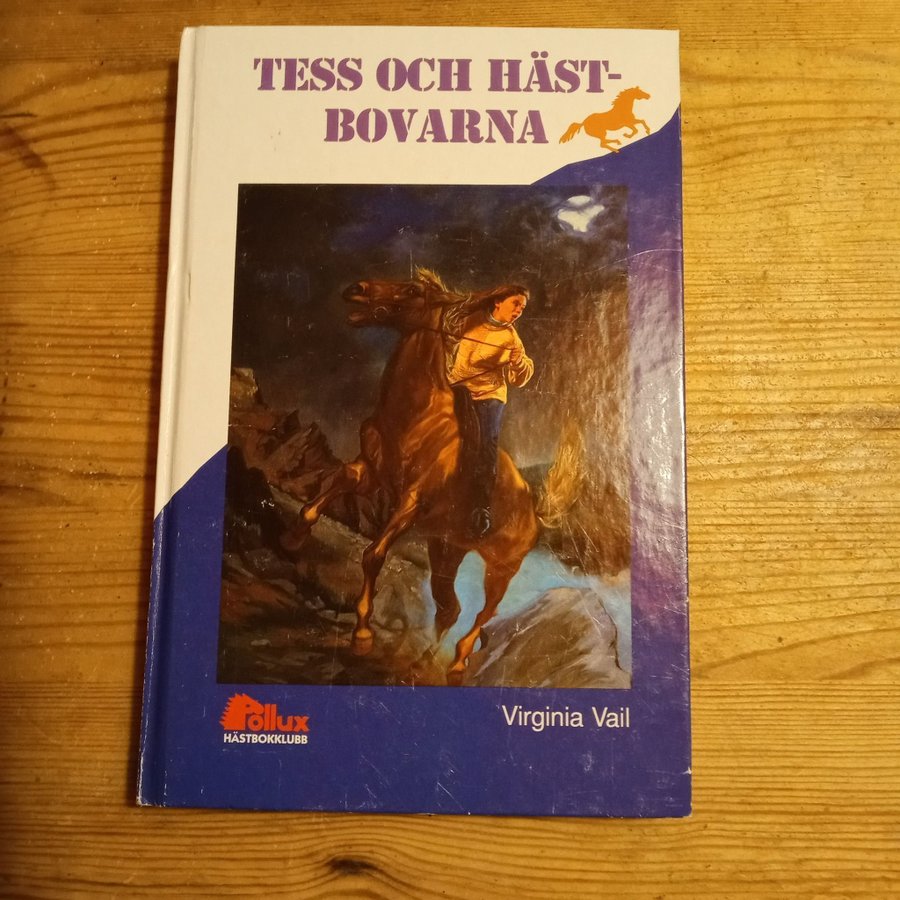 TESS OCH HÄST-
BOVARNA
Pollux
HÄSTBOKKLUBB
Virginia Vail